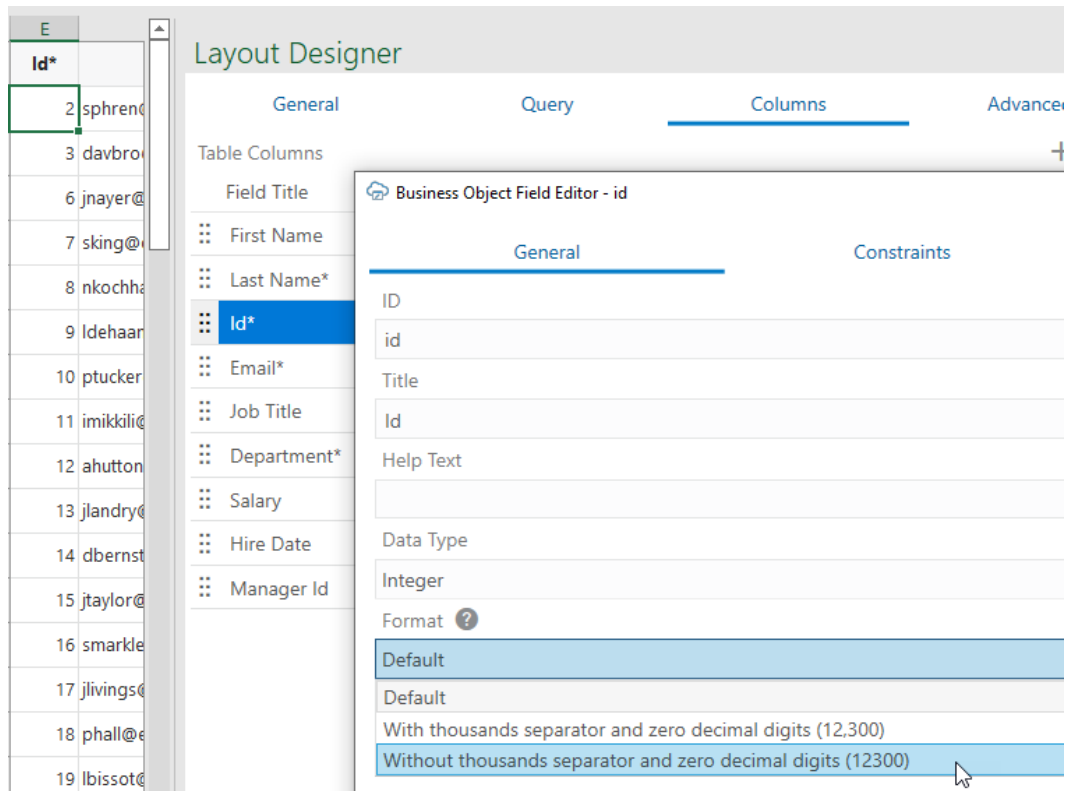 E
Id*
2 sphren@
3 davbro
6 jnayer@
7 sking@
8 nkochha
9 ldehaan
10 ptucker
11 imikkili@
12 ahutton
13 jlandry@
14 dbernst
15 jtaylor@
16 smarkle
17 jlivings@
18 phall@e
19 lbissot@
Layout Designer
General Query Columns Advanced
Table Columns +
Field Title
First Name
Last Name*
Id*
Email*
Job Title
Department*
Salary
Hire Date
Manager Id
Business Object Field Editor - id
General Constraints
ID
id
Title
Id
Help Text
Data Type
Integer
Format ?
Default
Default
With thousands separator and zero decimal digits (12,300)
Without thousands separator and zero decimal digits (12300)